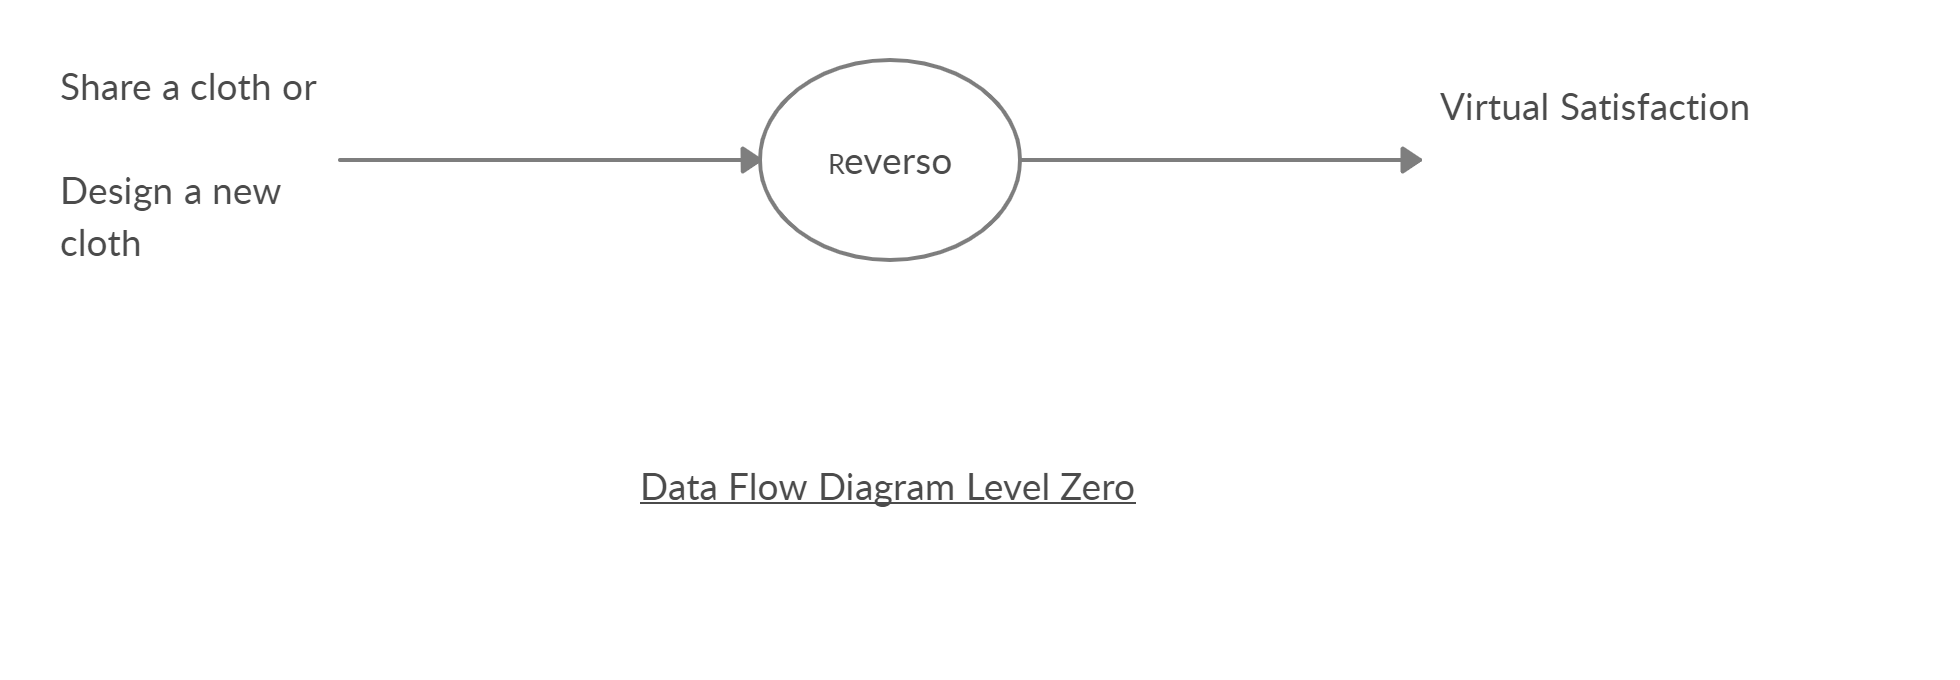 Share a cloth or
Design a new
cloth
Reverso
Virtual Satisfaction
Data Flow Diagram Level Zero